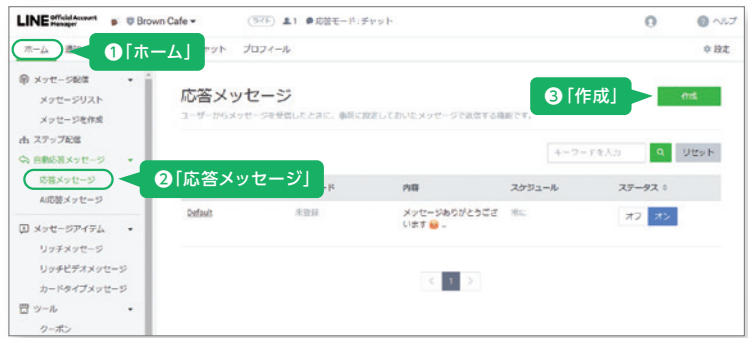 LINE Official Account Manager Brown Cafe ライト 1 応答モード:チャット ヘルプ
ホーム プロフィール 設定
❶「ホーム」
メッセージ配信
メッセージリスト
メッセージを作成
ステップ配信
自動応答メッセージ
応答メッセージ
AI応答メッセージ
メッセージアイテム
リッチメッセージ
リッチビデオメッセージ
カードタイプメッセージ
ツール
クーポン
❷「応答メッセージ」
応答メッセージ
❸「作成」
作成
ユーザーからメッセージを受信したときに、事前に設定しておいたメッセージで返信する機能です。
キーワードを入力 リセット
内容 スケジュール ステータス
Default 未登録 メッセージありがとうござ 常に オフ オン
います
< 1 >